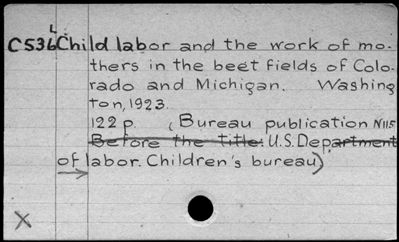 L
C536 Child labor and the work of mo-
thers in the beet fields of Colo-
rado and Michigan. Washing
ton, 1923.
122 p. (Bureau publication N115
Before the title: U.S. Department
of labor. Children's bureau)
X